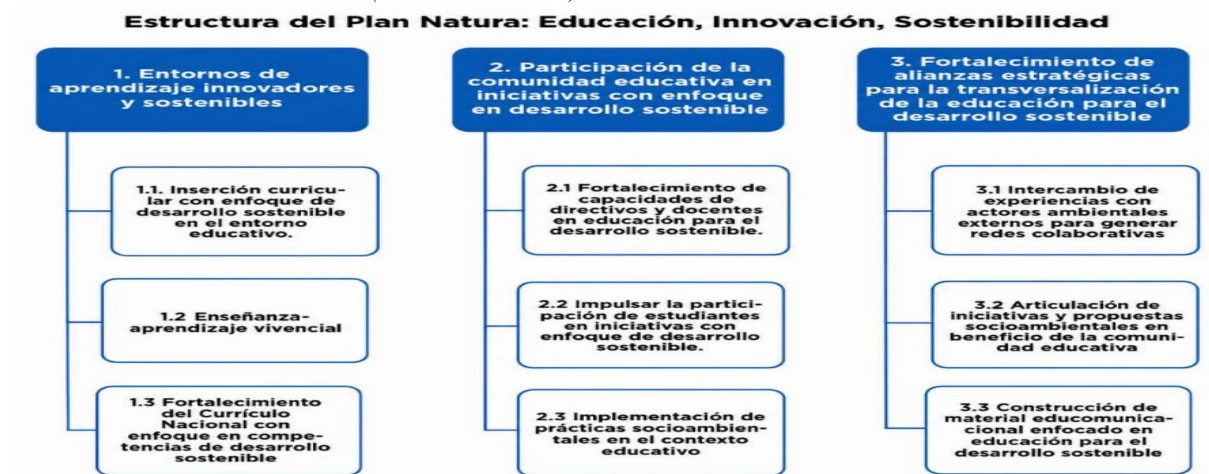 Estructura del Plan Natura: Educación, Innovación, Sostenibilidad
1. Entornos de
aprendizaje innovadores
y sostenibles
1.1. Inserción curricu-
lar con enfoque de
desarrollo sostenible
en el entorno
educativo.
1.2 Enseñanza-
aprendizaje vivencial
1.3 Fortalecimiento
del Currículo
Nacional con
enfoque en compe-
tencias de desarrollo
sostenible
2. Participación de la
comunidad educativa en
iniciativas con enfoque
en desarrollo sostenible
2.1 Fortalecimiento de
capacidades de
directivos y docentes
en educación para el
desarrollo sostenible.
2.2 Impulsar la partici-
pación de estudiantes
en iniciativas con
enfoque de desarrollo
sostenible.
2.3 Implementación de
prácticas socioambien-
tales en el contexto
educativo
3. Fortalecimiento de
alianzas estratégicas
para la transversalización
de la educación para el
desarrollo sostenible
3.1 Intercambio de
experiencias con
actores ambientales
externos para generar
redes colaborativas
3.2 Articulación de
iniciativas y propuestas
socioambientales en
beneficio de la comuni-
dad educativa
3.3 Construcción de
material educomunica-
cional enfocado en
educación para el
desarrollo sostenible